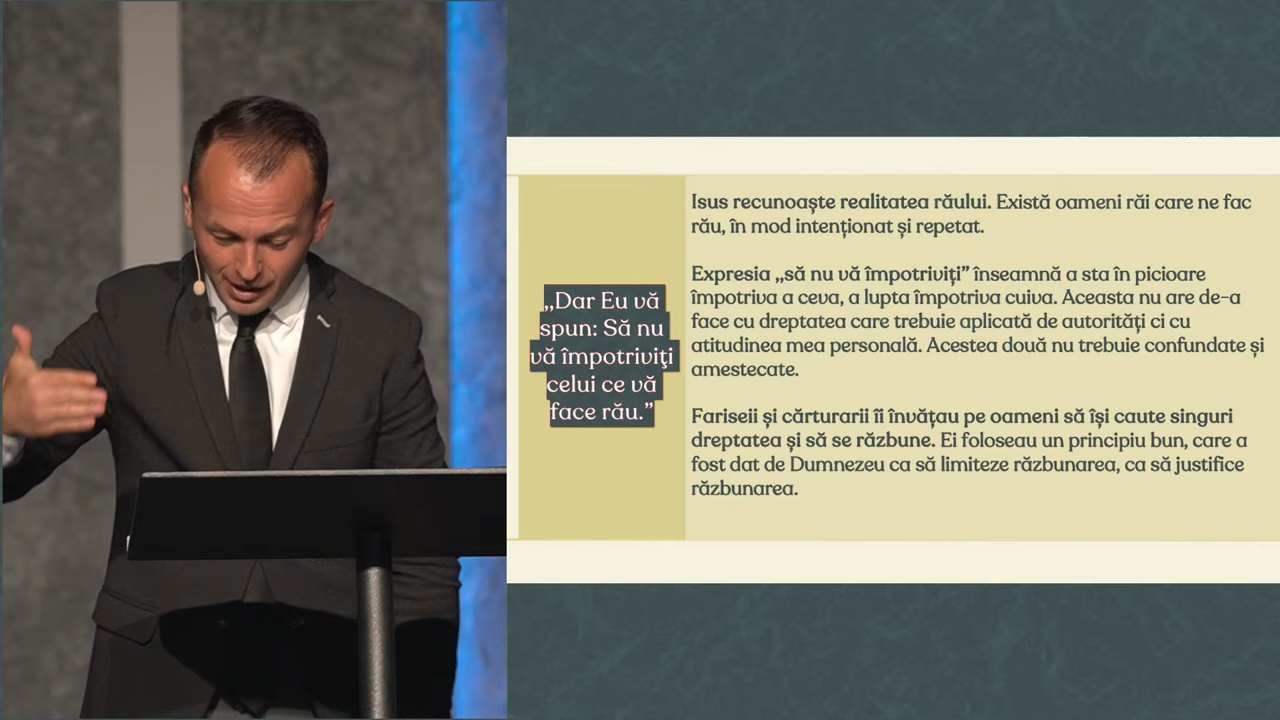 „Dar Eu vă
spun: Să nu
vă împotriviţi
celui ce vă
face rău.”
Isus recunoaște realitatea răului. Există oameni răi care ne fac
rău, în mod intenționat și repetat.
Expresia „să nu vă împotriviți” înseamnă a sta în picioare
împotriva a ceva, a lupta împotriva cuiva. Aceasta nu are de-a
face cu dreptatea care trebuie aplicată de autorități ci cu
atitudinea mea personală. Acestea două nu trebuie confundate și
amestecate.
Fariseii și cărturarii îi învățau pe oameni să își caute singuri
dreptatea și să se răzbune. Ei foloseau un principiu bun, care a
fost dat de Dumnezeu ca să limiteze răzbunarea, ca să justifice
răzbunarea.